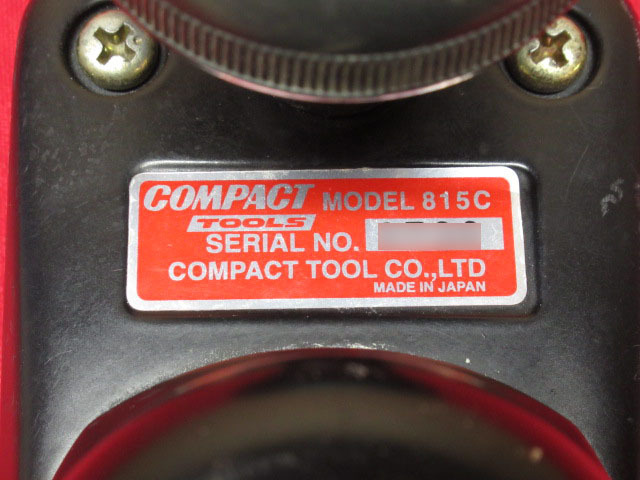 COMPACT MODEL 815C
TOOLS
SERIAL NO.
COMPACT TOOL CO.,LTD
MADE IN JAPAN